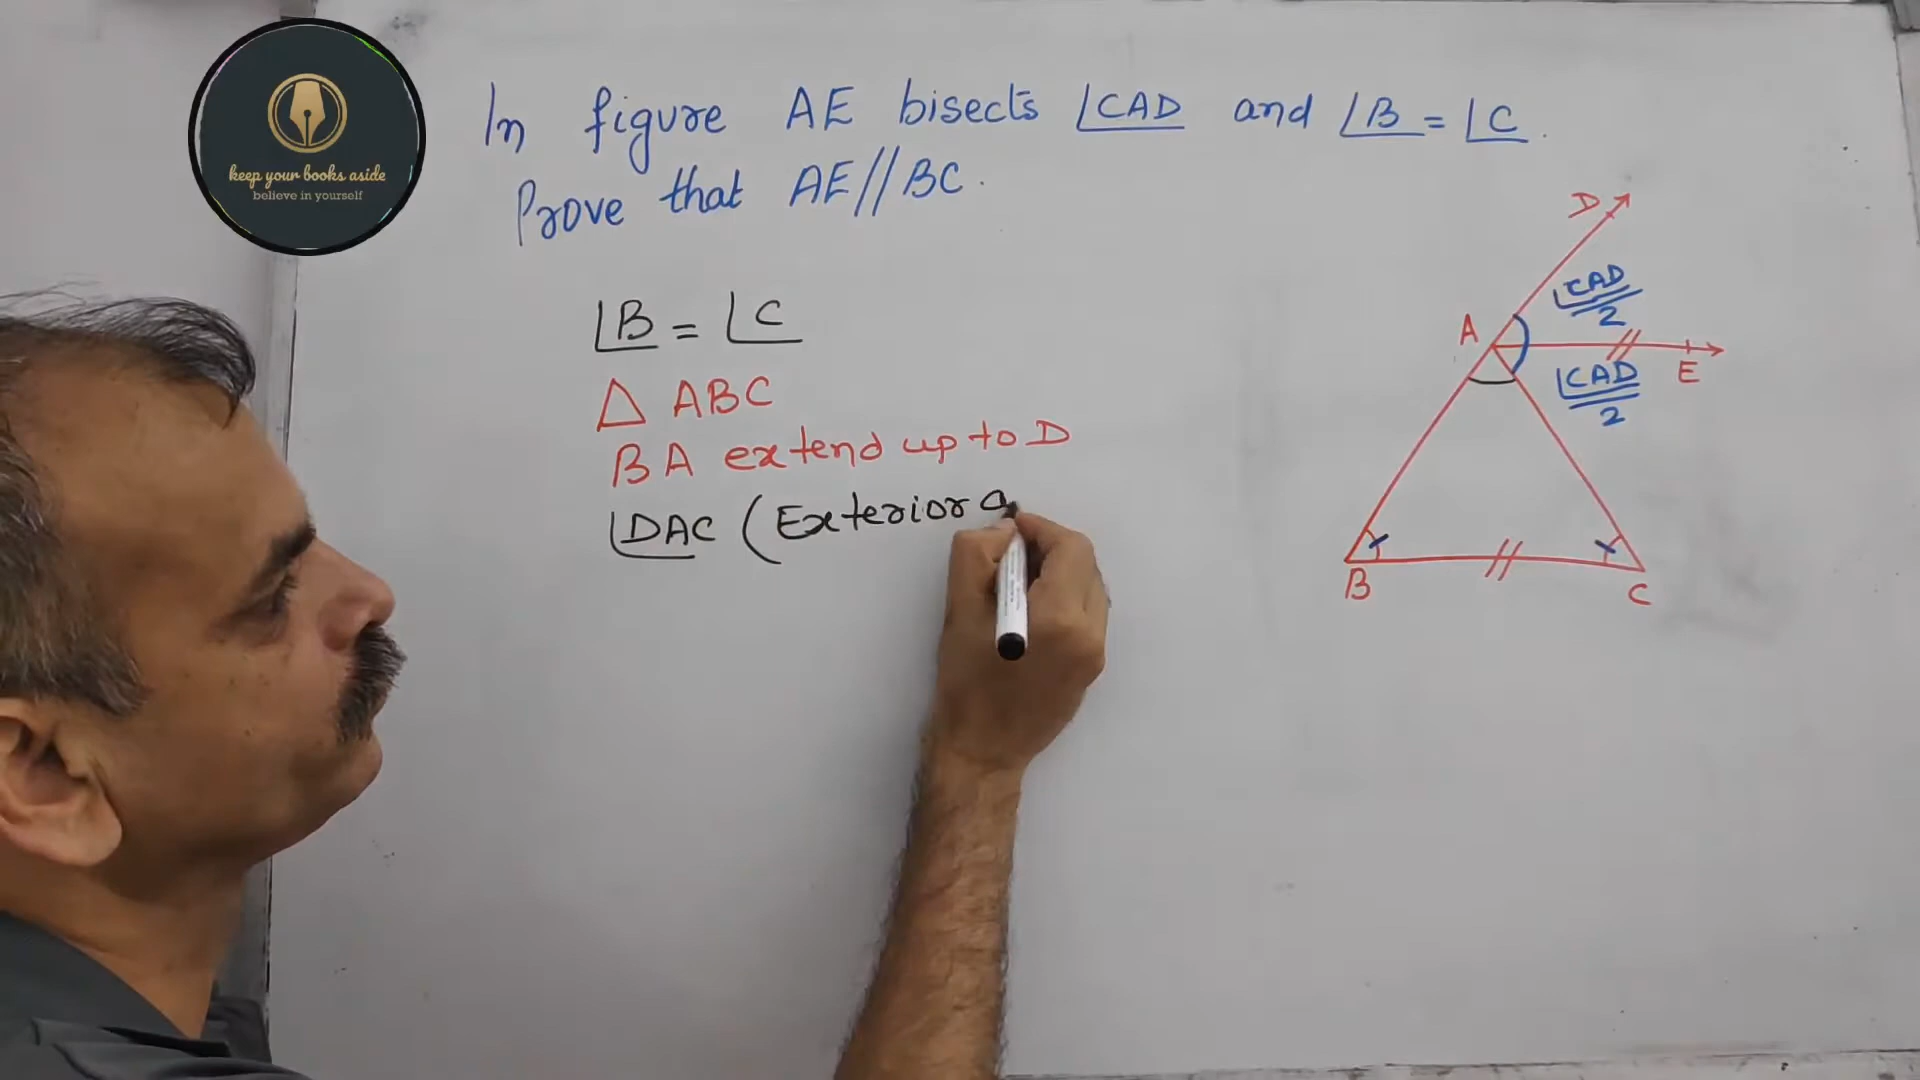 keep your books aside
believe in yourself
In figure AE bisects ∠CAD and ∠B = ∠C.
Prove that AE//BC.
∠B = ∠C
△ ABC
BA extend up to D
∠DAC (Exterior a
D
∠CAD/2
A
E
∠CAD/2
B
C